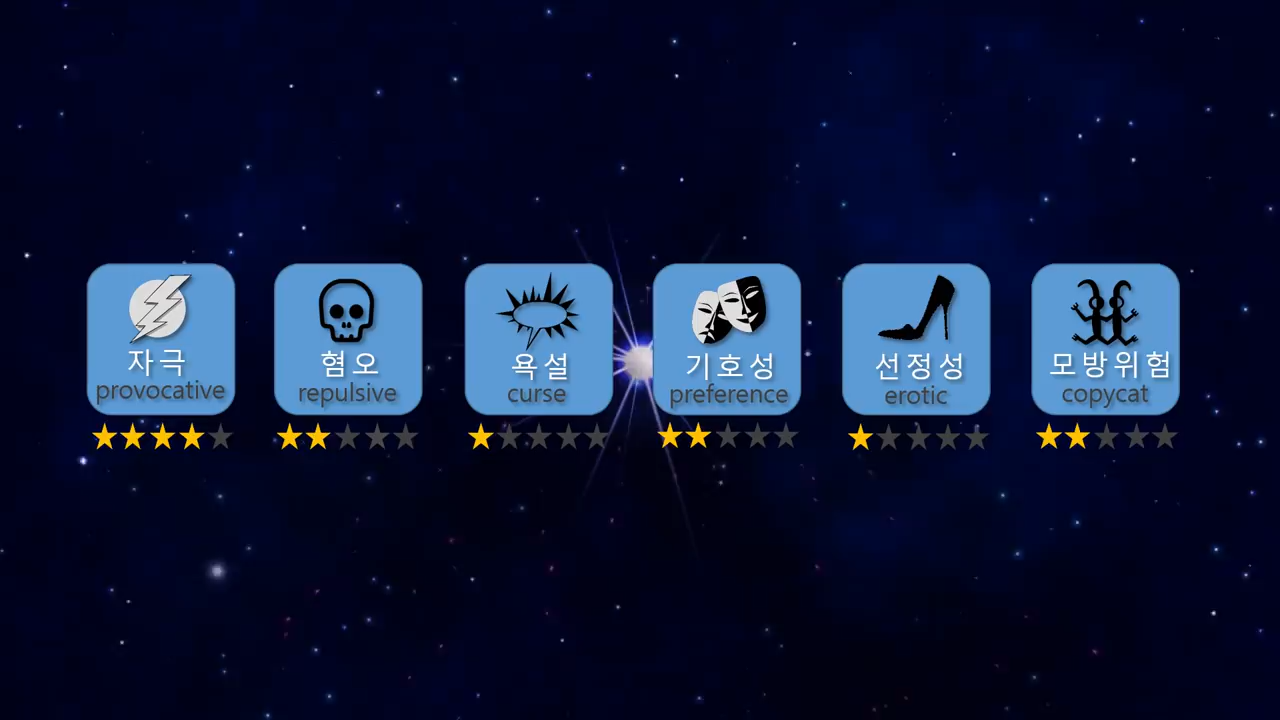 자극
provocative
혐오
repulsive
욕설
curse
기호성
preference
선정성
erotic
모방위험
copycat